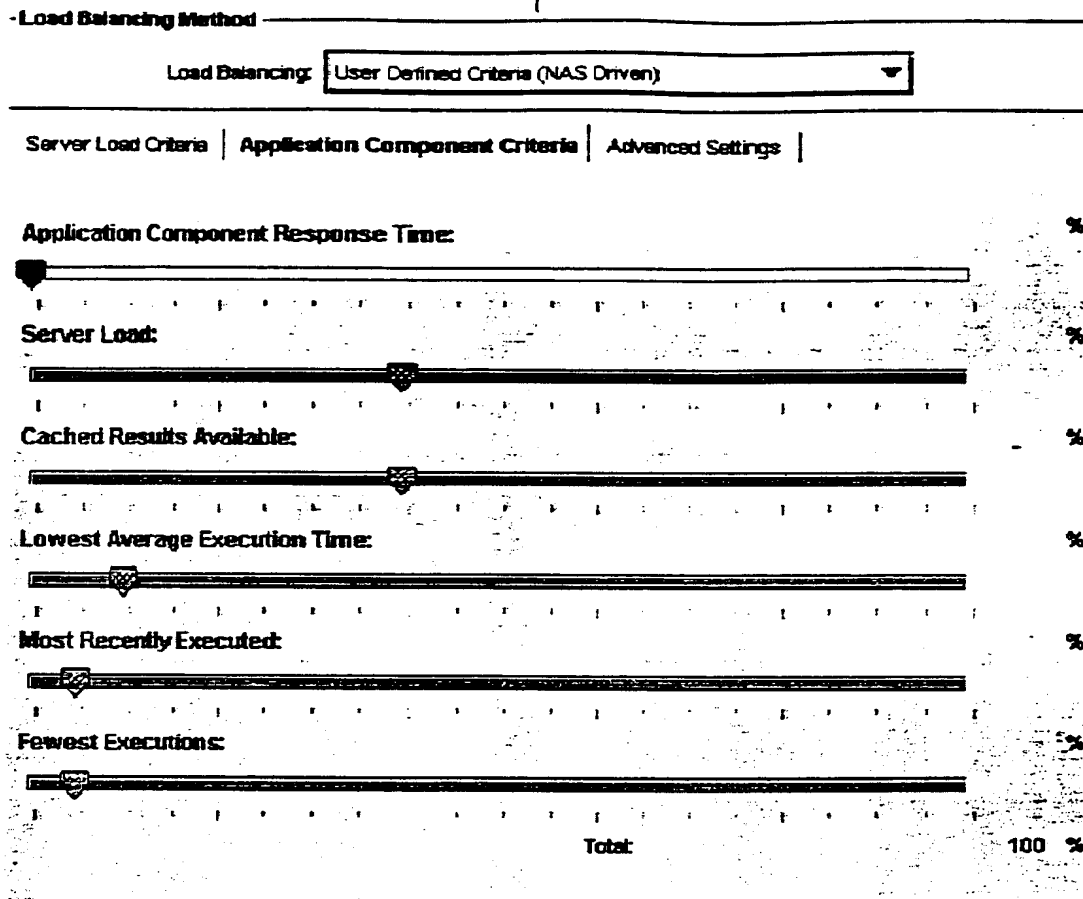 Load Balancing Method
Load Balancing: User Defined Criteria (NAS Driven)
Server Load Criteria Application Component Criteria Advanced Settings
Application Component Response Time: %
Server Load: %
Cached Results Available: %
Lowest Average Execution Time: %
Most Recently Executed: %
Fewest Executions: %
Total: 100 %